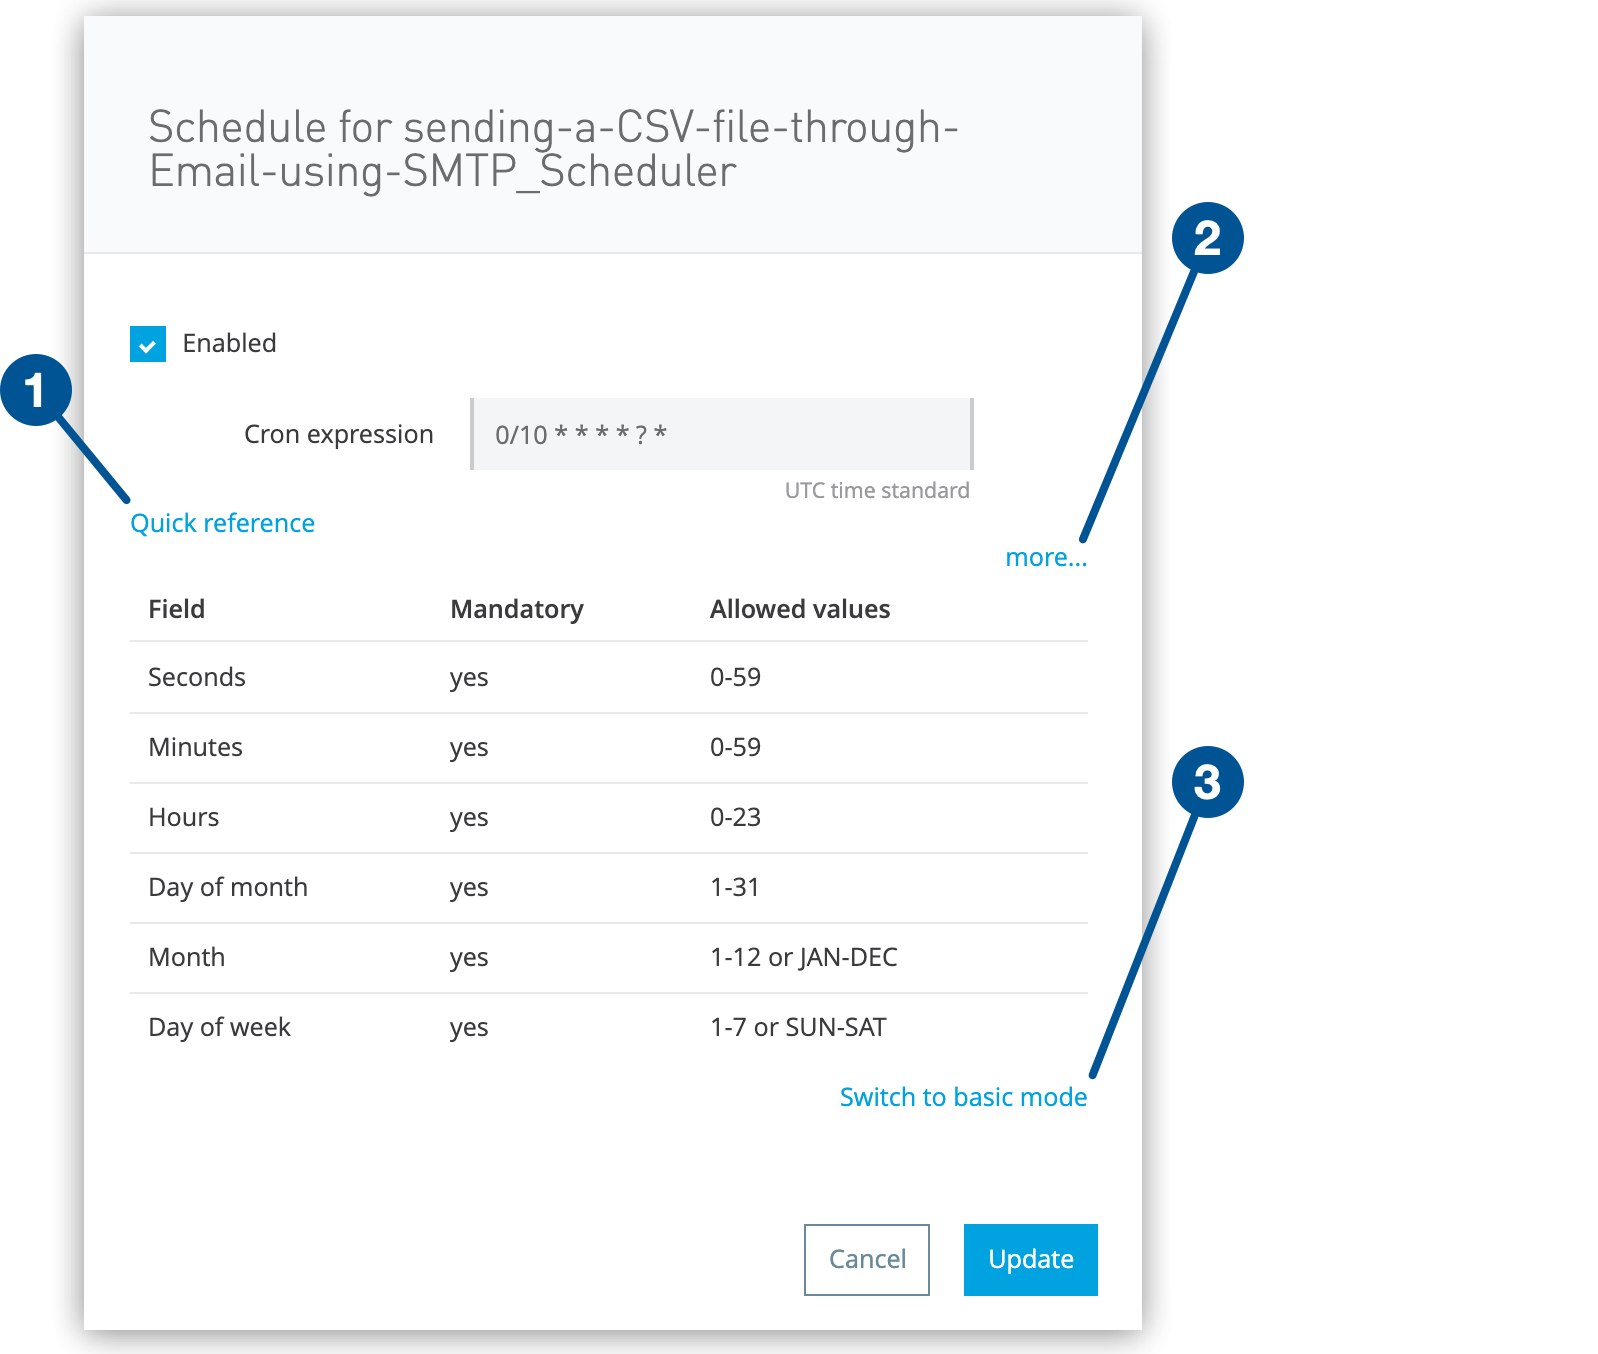 Schedule for sending-a-CSV-file-through-
Email-using-SMTP_Scheduler
2
Enabled
1
Cron expression 0/10 * * * * ? *
UTC time standard
Quick reference
more...
Field Mandatory Allowed values
Seconds yes 0-59
Minutes yes 0-59
3
Hours yes 0-23
Day of month yes 1-31
Month yes 1-12 or JAN-DEC
Day of week yes 1-7 or SUN-SAT
Switch to basic mode
Cancel Update